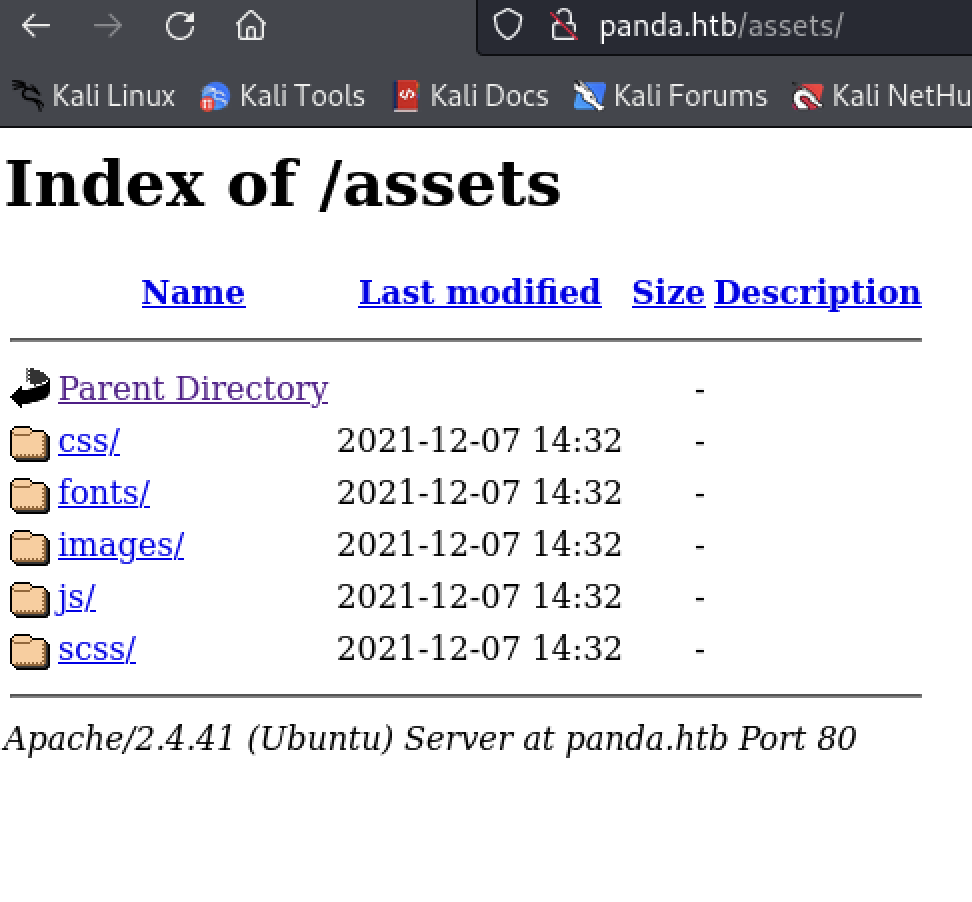 panda.htb/assets/
Kali Linux Kali Tools Kali Docs Kali Forums Kali NetHu
Index of /assets
Name Last modified Size Description
Parent Directory -
css/ 2021-12-07 14:32 -
fonts/ 2021-12-07 14:32 -
images/ 2021-12-07 14:32 -
js/ 2021-12-07 14:32 -
scss/ 2021-12-07 14:32 -
Apache/2.4.41 (Ubuntu) Server at panda.htb Port 80